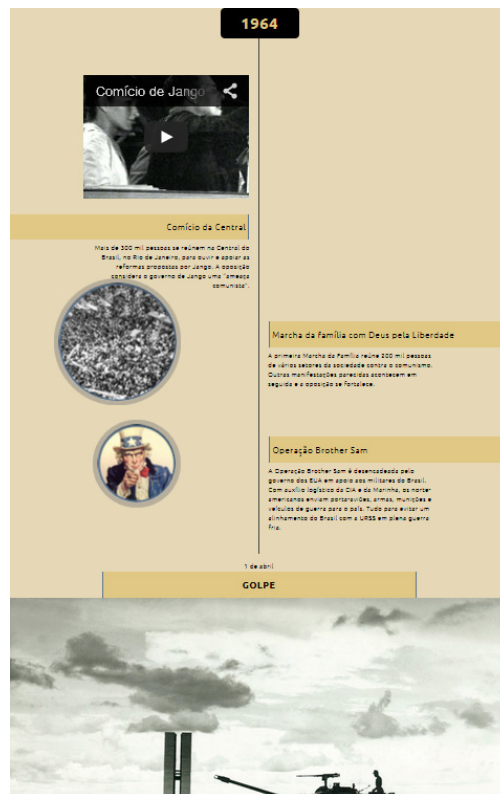 1964
Comício de Jango
Comício da Central
Mais de 300 mil pessoas se reúnem na Central do
Brasil, no Rio de Janeiro, para ouvir e apoiar as
reformas propostas por Jango. A oposição
considera o governo de Jango uma "ameaça
comunista".
Marcha da família com Deus pela Liberdade
A primeira Marcha da Família reúne 200 mil pessoas
de vários setores da sociedade contra o comunismo.
Outras manifestações parecidas acontecem em
seguida e a oposição se fortalece.
Operação Brother Sam
A Operação Brother Sam é desencadeada pelo
governo dos EUA em apoio aos militares do Brasil.
Com auxílio logístico da CIA e da Marinha, os norte-
americanos enviam portaraviões, armas, munições e
veículos de guerra para o país. Tudo para evitar um
alinhamento do Brasil com a URSS em plena guerra
fria.
1 de abril
GOLPE